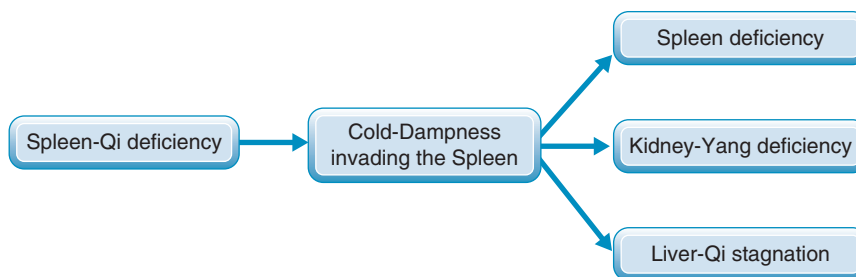 Spleen-Qi deficiency
Cold-Dampness
invading the Spleen
Spleen deficiency
Kidney-Yang deficiency
Liver-Qi stagnation